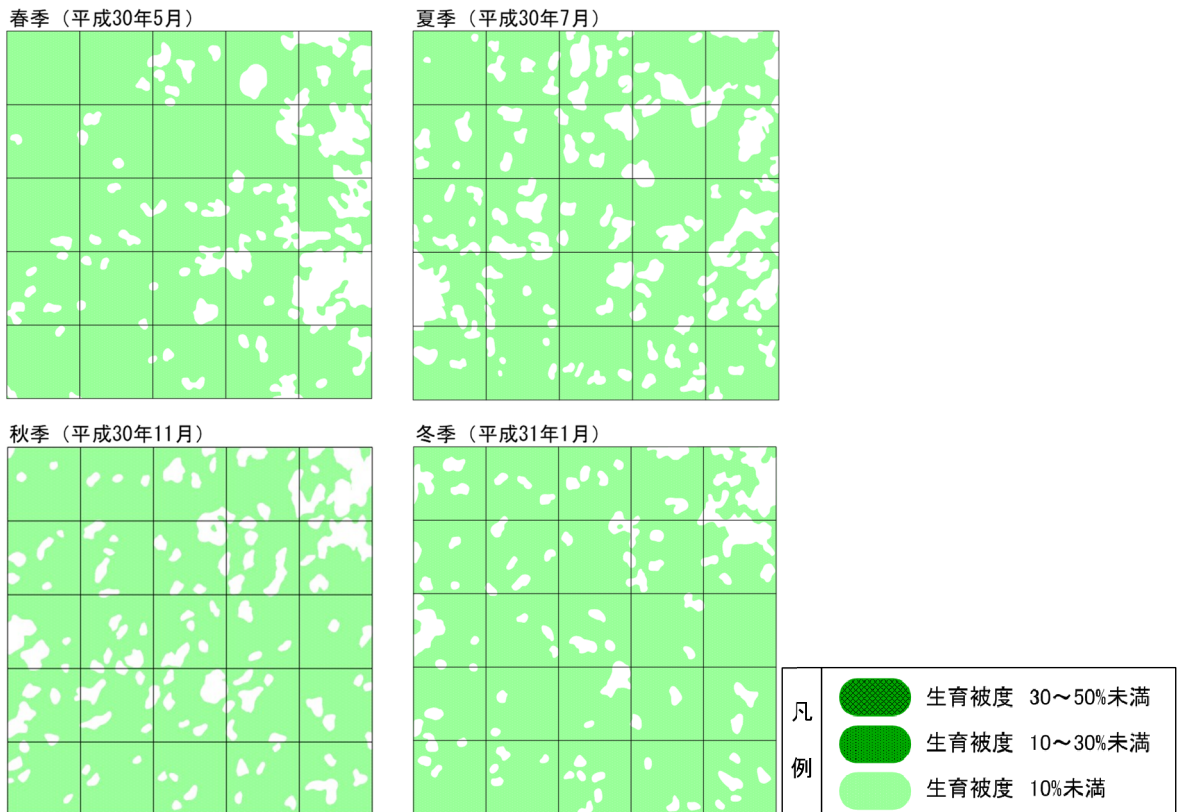 春季（平成30年5月）
夏季（平成30年7月）
秋季（平成30年11月）
冬季（平成31年1月）
凡例
生育被度 30～50%未満
生育被度 10～30%未満
生育被度 10%未満